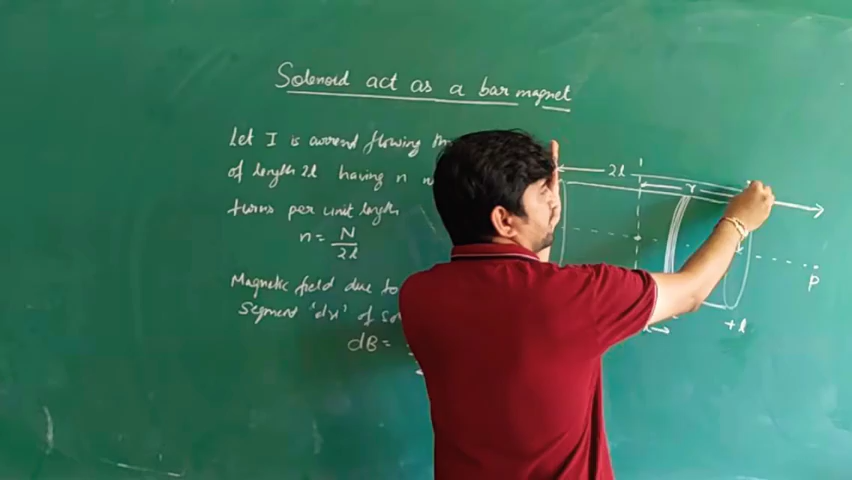 Solenoid act as a bar magnet
Let I is current flowing
of length 2l having n
turns per unit length
n = N/2l
Magnetic field due to
segment 'dx' of
dB =
2l
r
P
+l